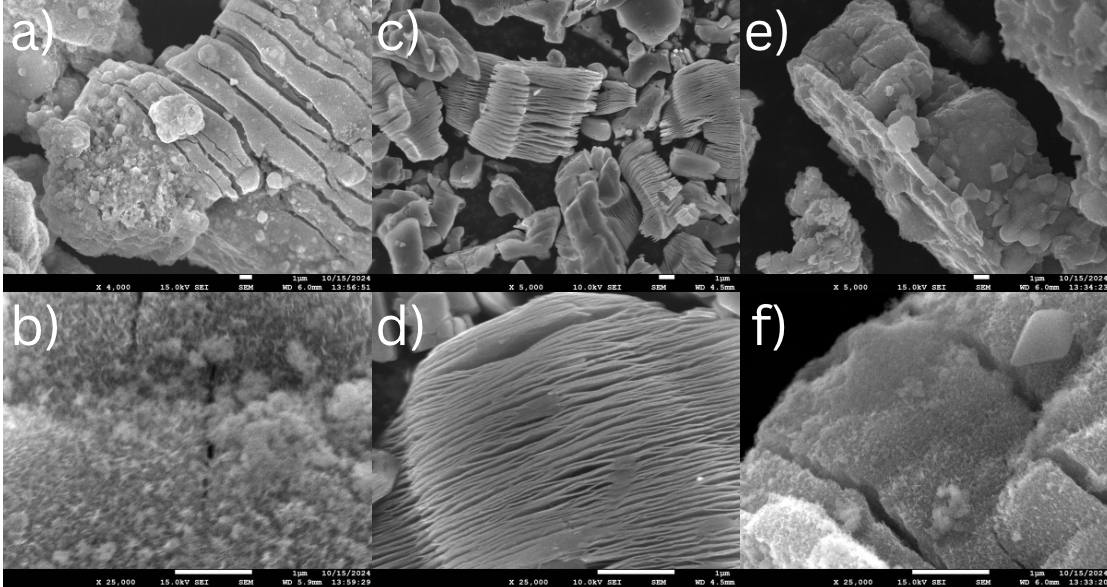 a)
1µm 10/15/2024
X 4,000 15.0kV SEI SEM WD 6.0mm 13:56:51
c)
1µm
X 5,000 10.0kV SEI SEM WD 4.5mm
e)
1µm 10/15/2024
X 5,000 15.0kV SEI SEM WD 6.0mm 13:34:23
b)
1µm 10/15/2024
X 25,000 15.0kV SEI SEM WD 5.9mm 13:59:29
d)
1µm
X 25,000 10.0kV SEI SEM WD 4.5mm
f)
1µm 10/15/2024
X 25,000 15.0kV SEI SEM WD 6.0mm